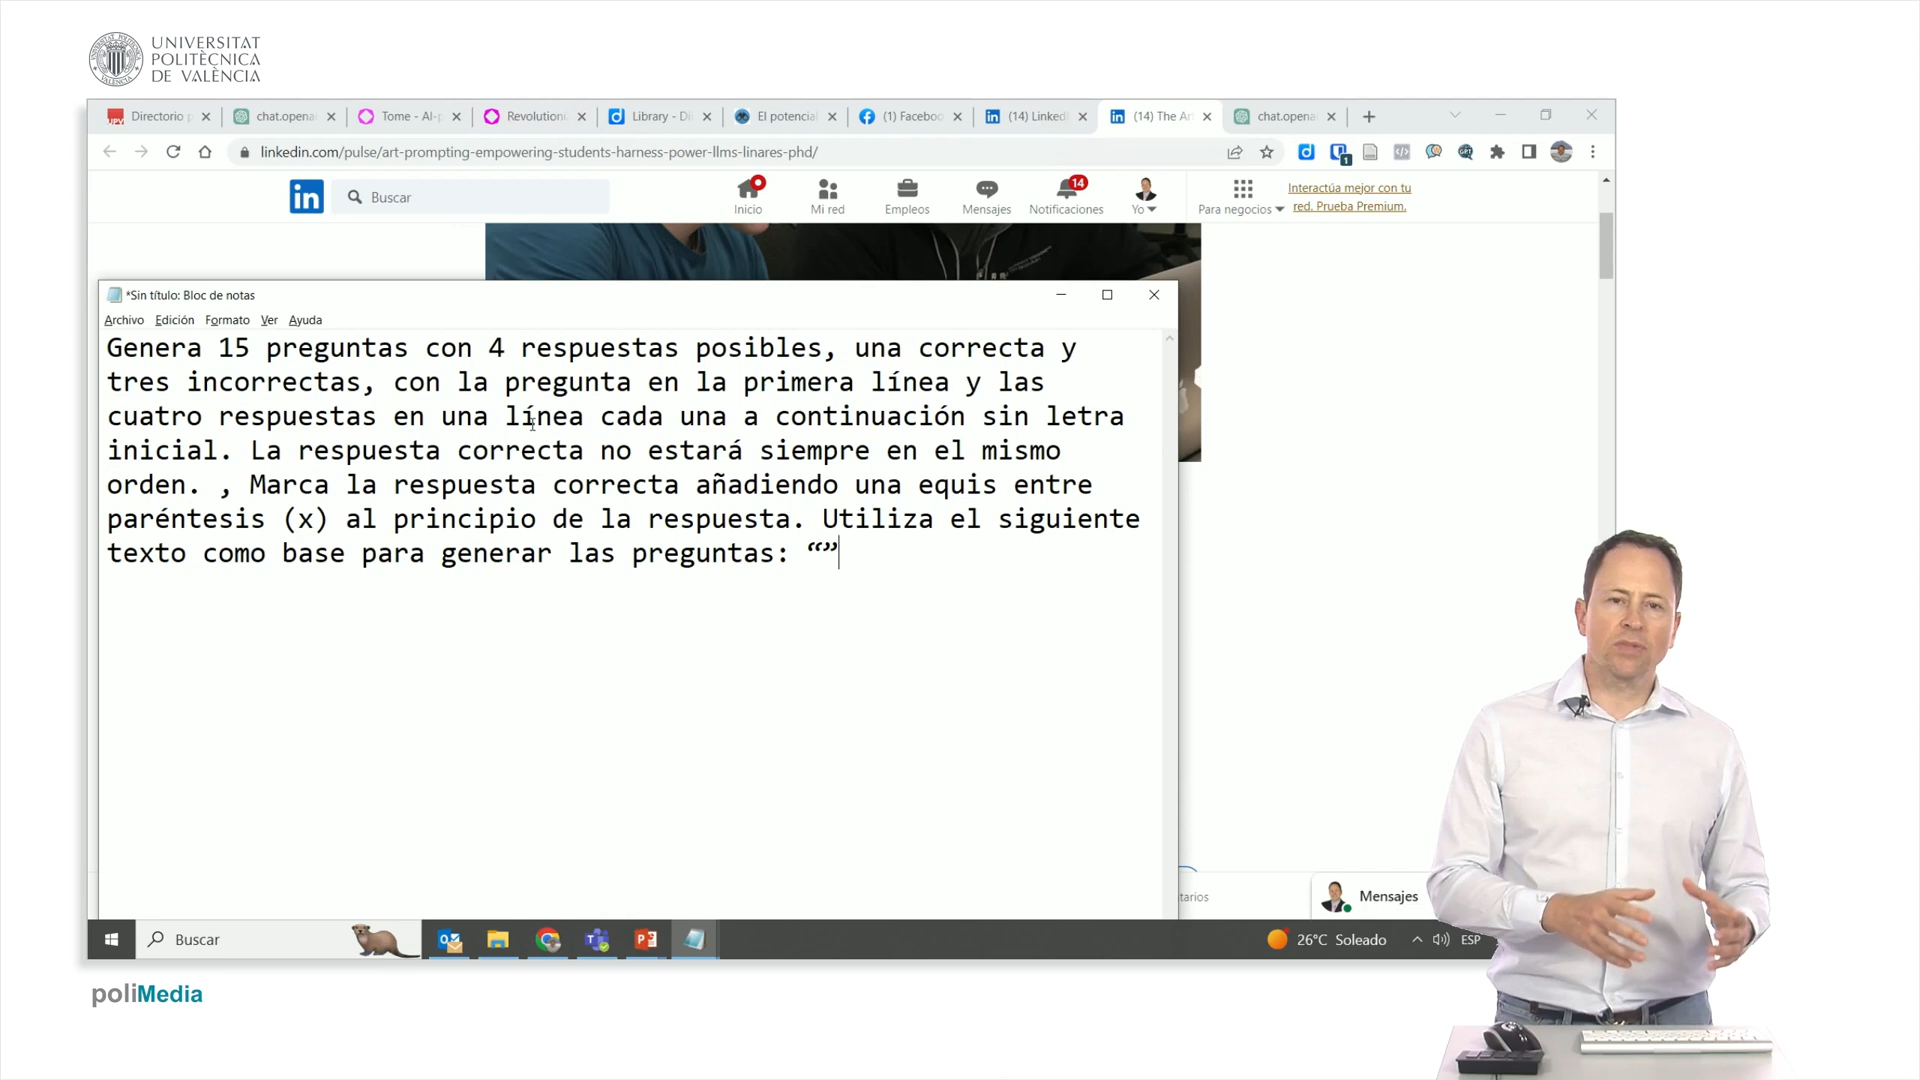 UNIVERSITAT
POLITÈCNICA
DE VALÈNCIA
Directorio p
chat.opena
Tome - AI-p
Revolution
Library - D
El potencial
(1) Faceboo
(14) LinkedI
(14) The Ar
chat.opena
linkedin.com/pulse/art-prompting-empowering-students-harness-power-llms-linares-phd/
Buscar
Inicio
Mi red
Empleos
Mensajes
14
Notificaciones
Yo
Para negocios
Interactúa mejor con tu
red. Prueba Premium.
*Sin título: Bloc de notas
Archivo Edición Formato Ver Ayuda
Genera 15 preguntas con 4 respuestas posibles, una correcta y
tres incorrectas, con la pregunta en la primera línea y las
cuatro respuestas en una línea cada una a continuación sin letra
inicial. La respuesta correcta no estará siempre en el mismo
orden. , Marca la respuesta correcta añadiendo una equis entre
paréntesis (x) al principio de la respuesta. Utiliza el siguiente
texto como base para generar las preguntas: “”
tarios
Mensajes
Buscar
26°C Soleado
ESP
poliMedia